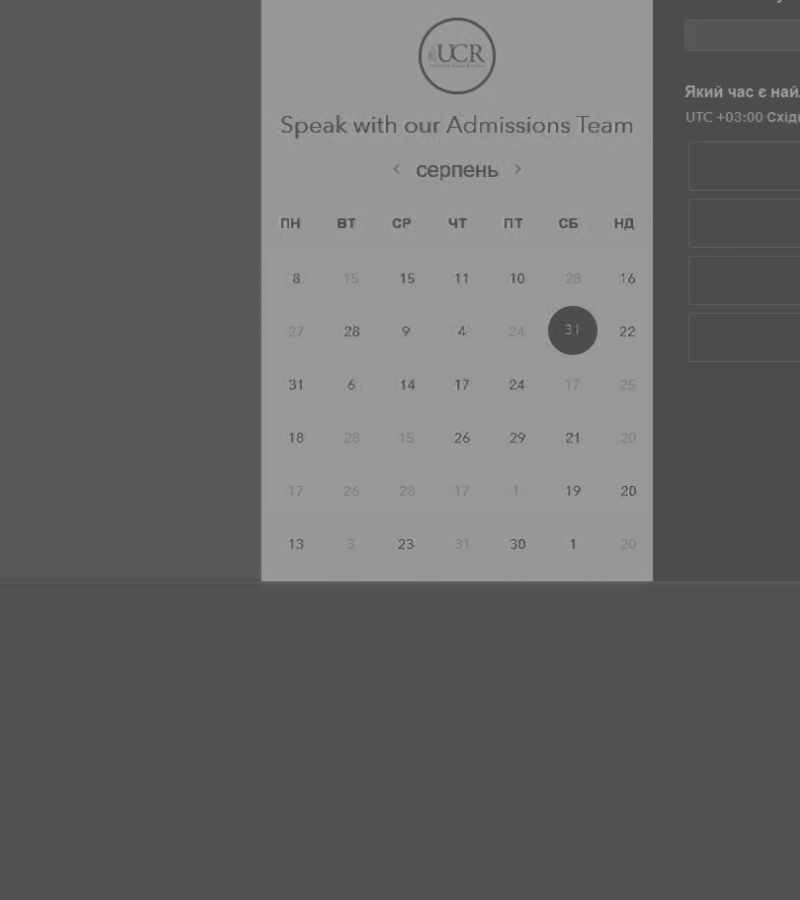 UCR
Speak with our Admissions Team
‹ серпень ›
ПН ВТ СР ЧТ ПТ СБ НД
8 15 15 11 10 28 16
27 28 9 4 24 31 22
31 6 14 17 24 17 25
18 28 15 26 29 21 20
17 26 28 17 1 19 20
13 3 23 31 30 1 20
Який час є най
UTC +03:00 Східн